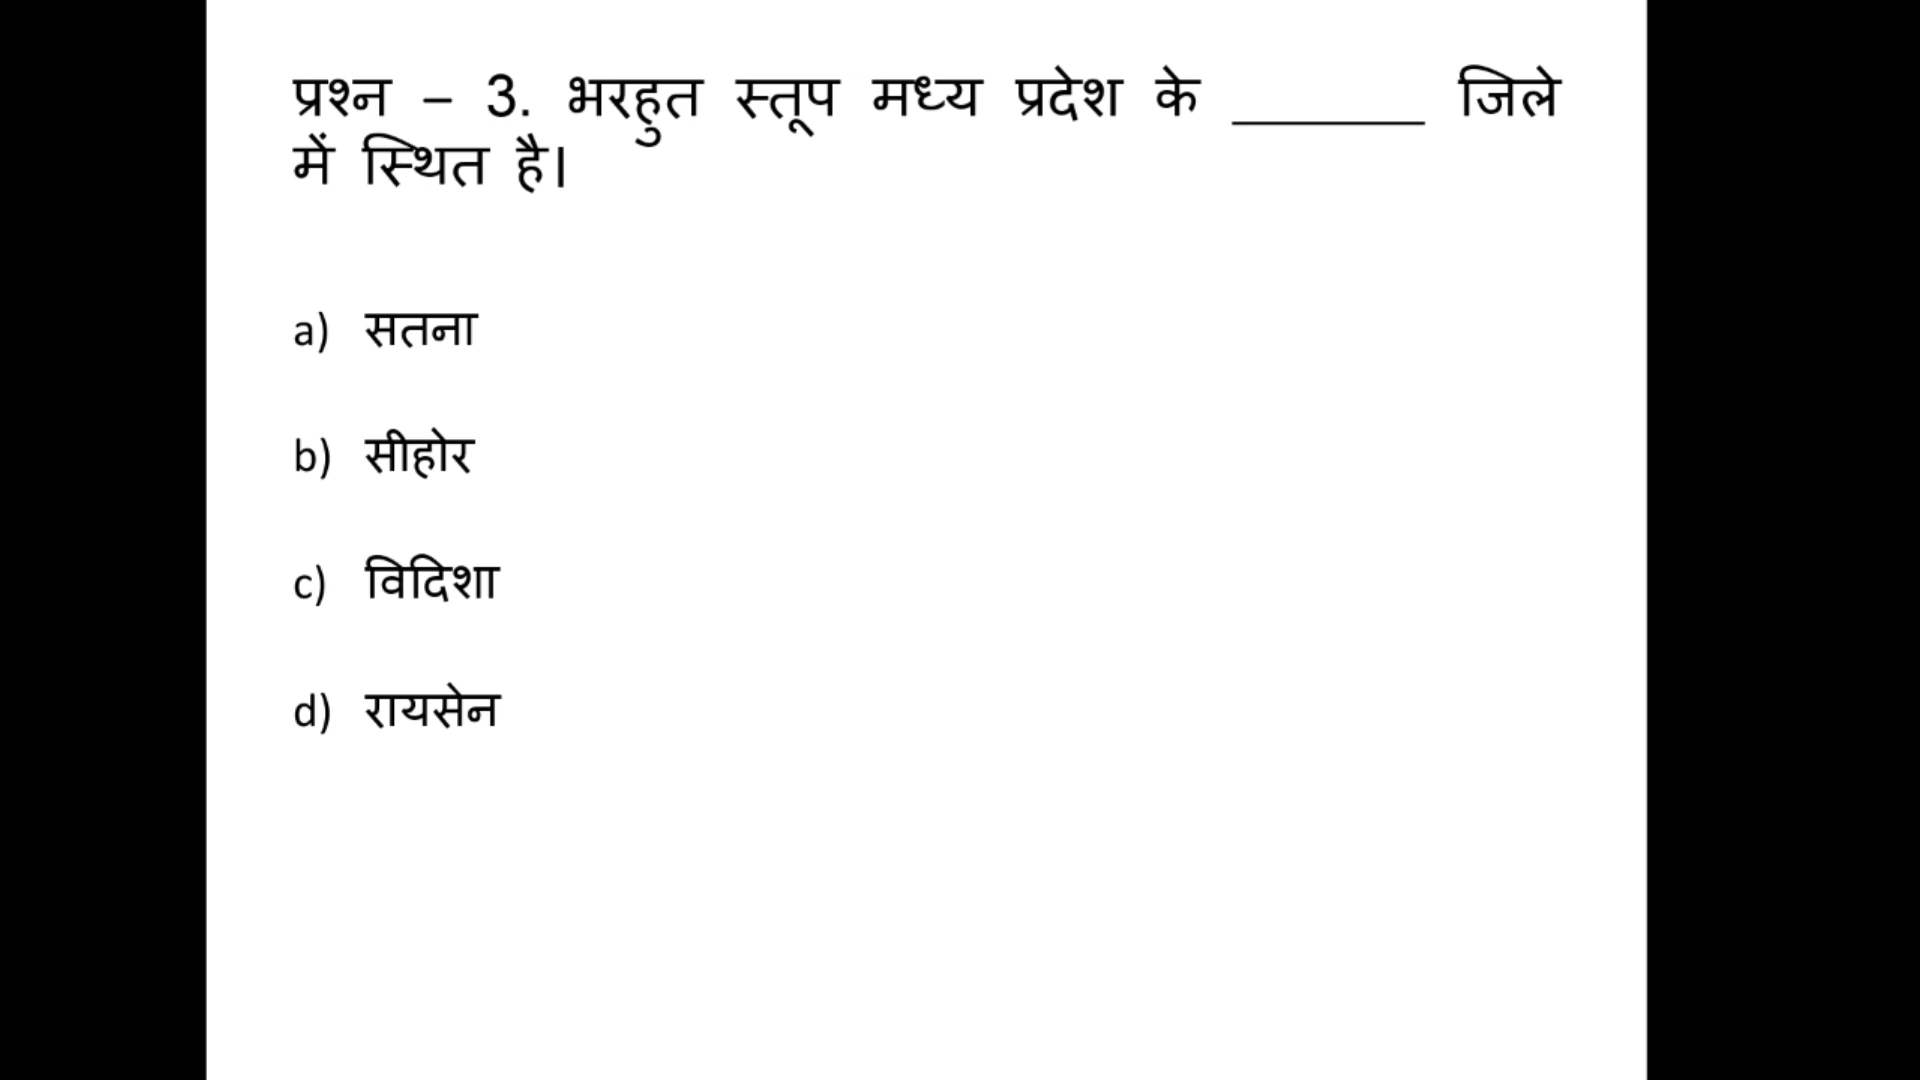 प्रश्न – 3. भरहुत स्तूप मध्य प्रदेश के _______ जिले
में स्थित है।
a) सतना
b) सीहोर
c) विदिशा
d) रायसेन